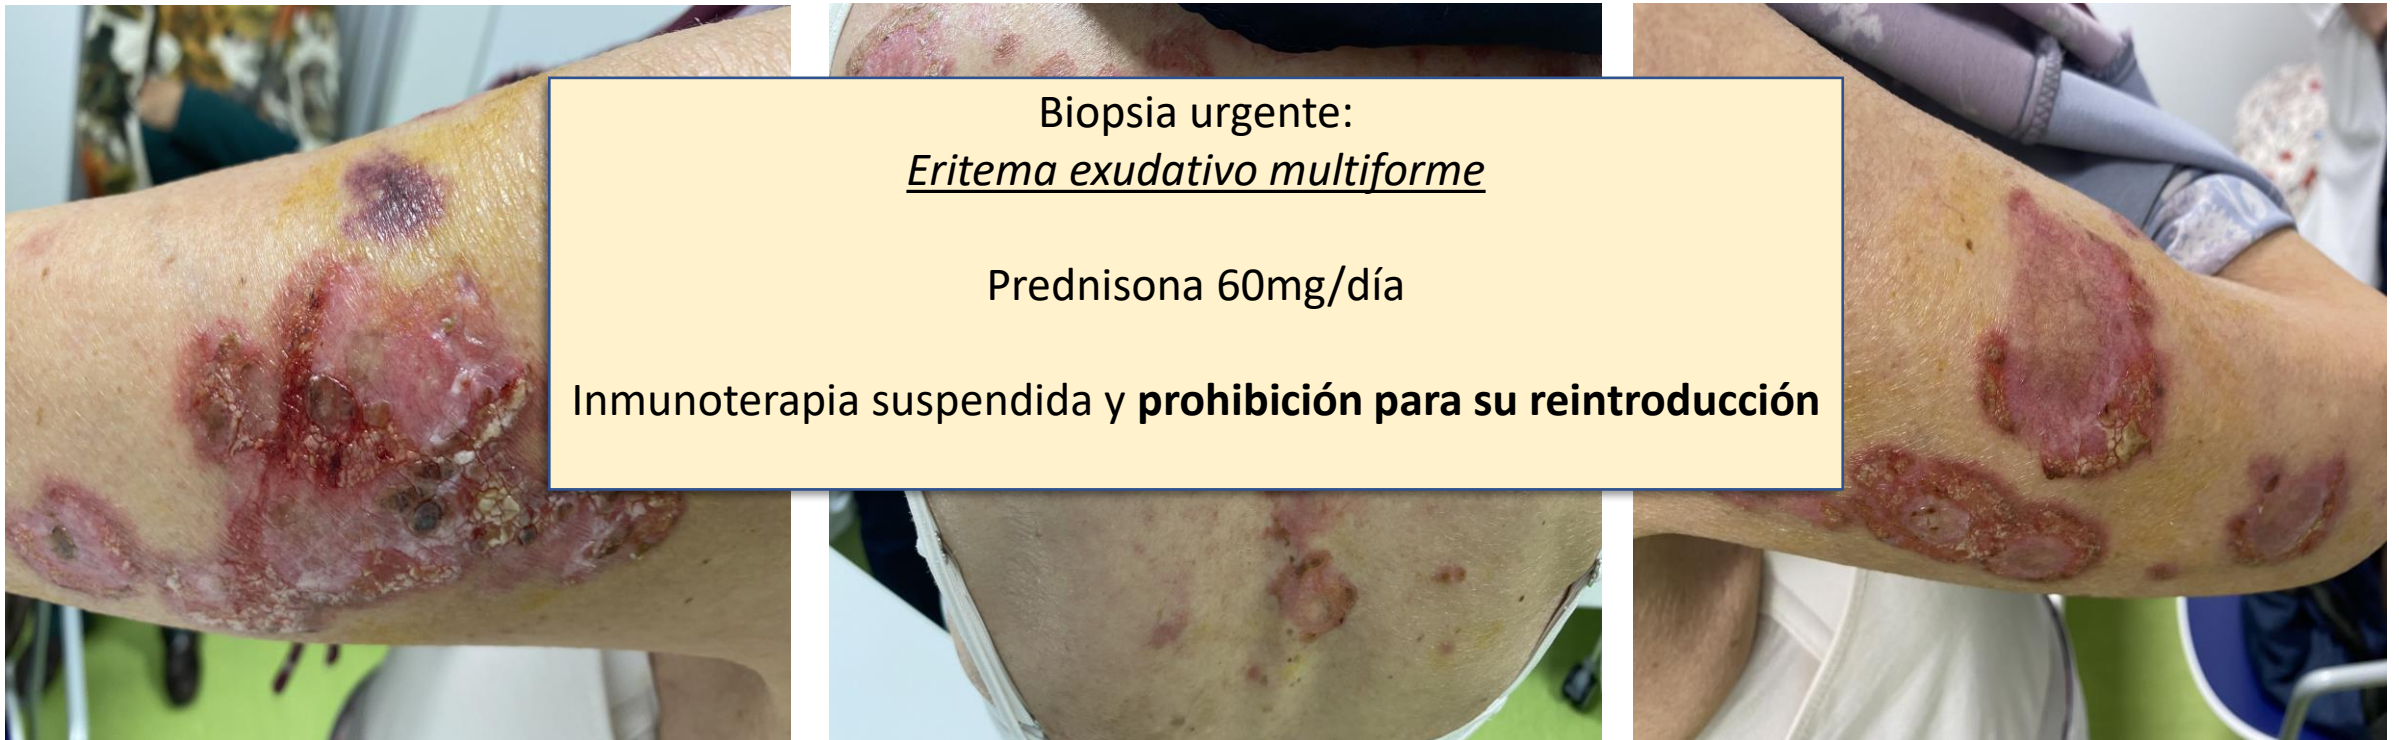 Biopsia urgente:
Eritema exudativo multiforme
Prednisona 60mg/día
Inmunoterapia suspendida y prohibición para su reintroducción